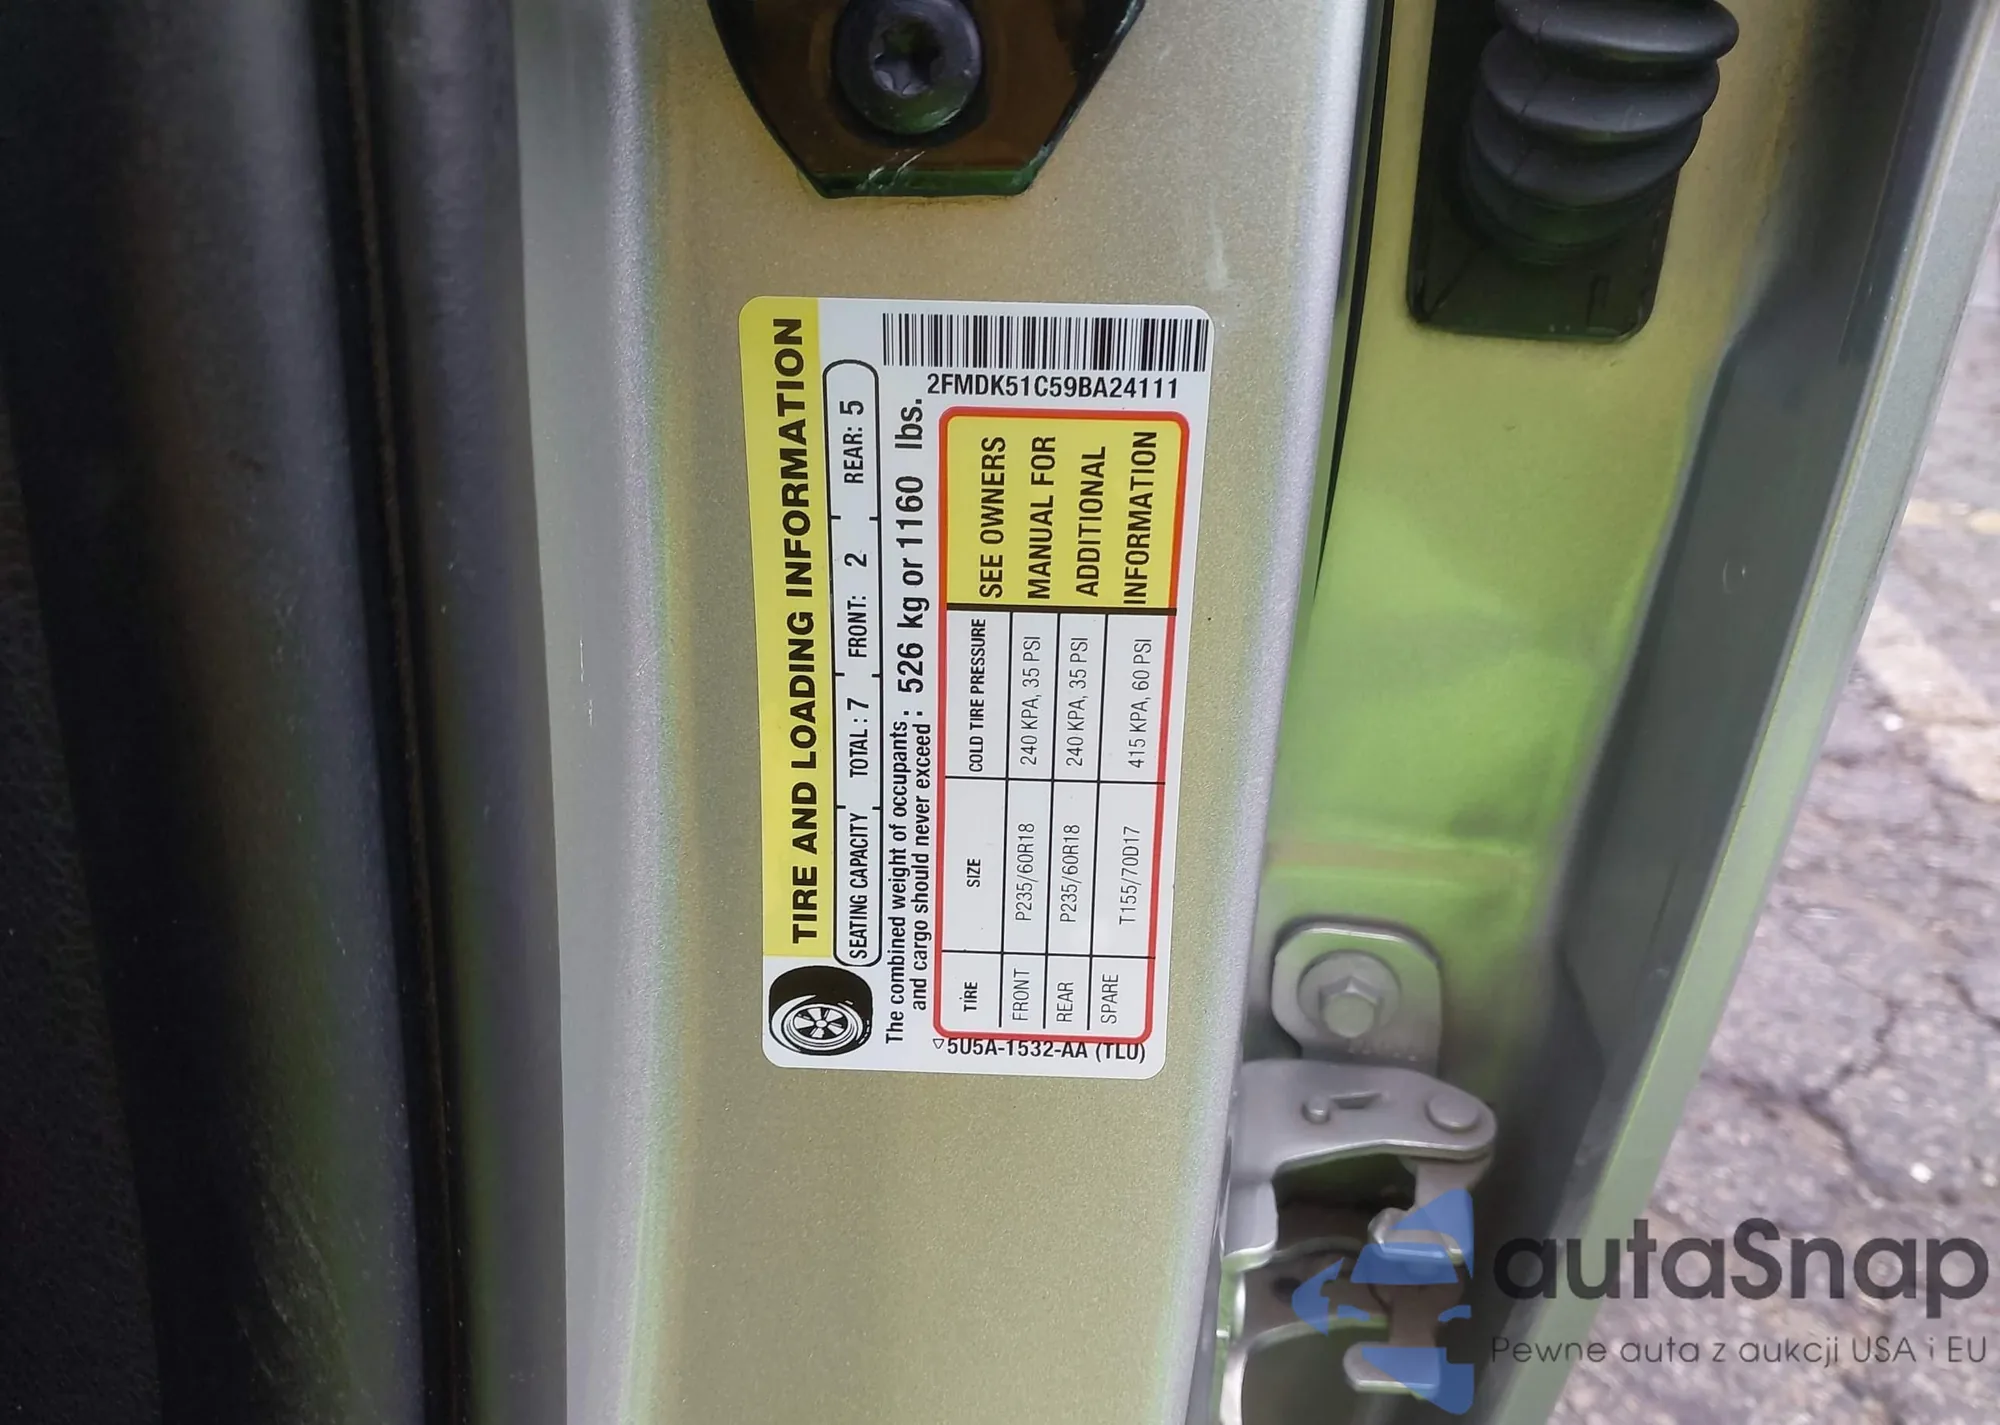 TIRE AND LOADING INFORMATION
SEATING CAPACITY TOTAL : 7 FRONT: 2 REAR: 5
The combined weight of occupants : 526 kg or 1160 lbs.
and cargo should never exceed :
2FMDK51C59BA24111
TIRE SIZE COLD TIRE PRESSURE
FRONT P235/60R18 240 KPA, 35 PSI
REAR P235/60R18 240 KPA, 35 PSI
SPARE T155/70D17 415 KPA, 60 PSI
SEE OWNERS
MANUAL FOR
ADDITIONAL
INFORMATION
5U5A-1532-AA (TLU)
autaSnap
Pewne auta z aukcji USA i EU